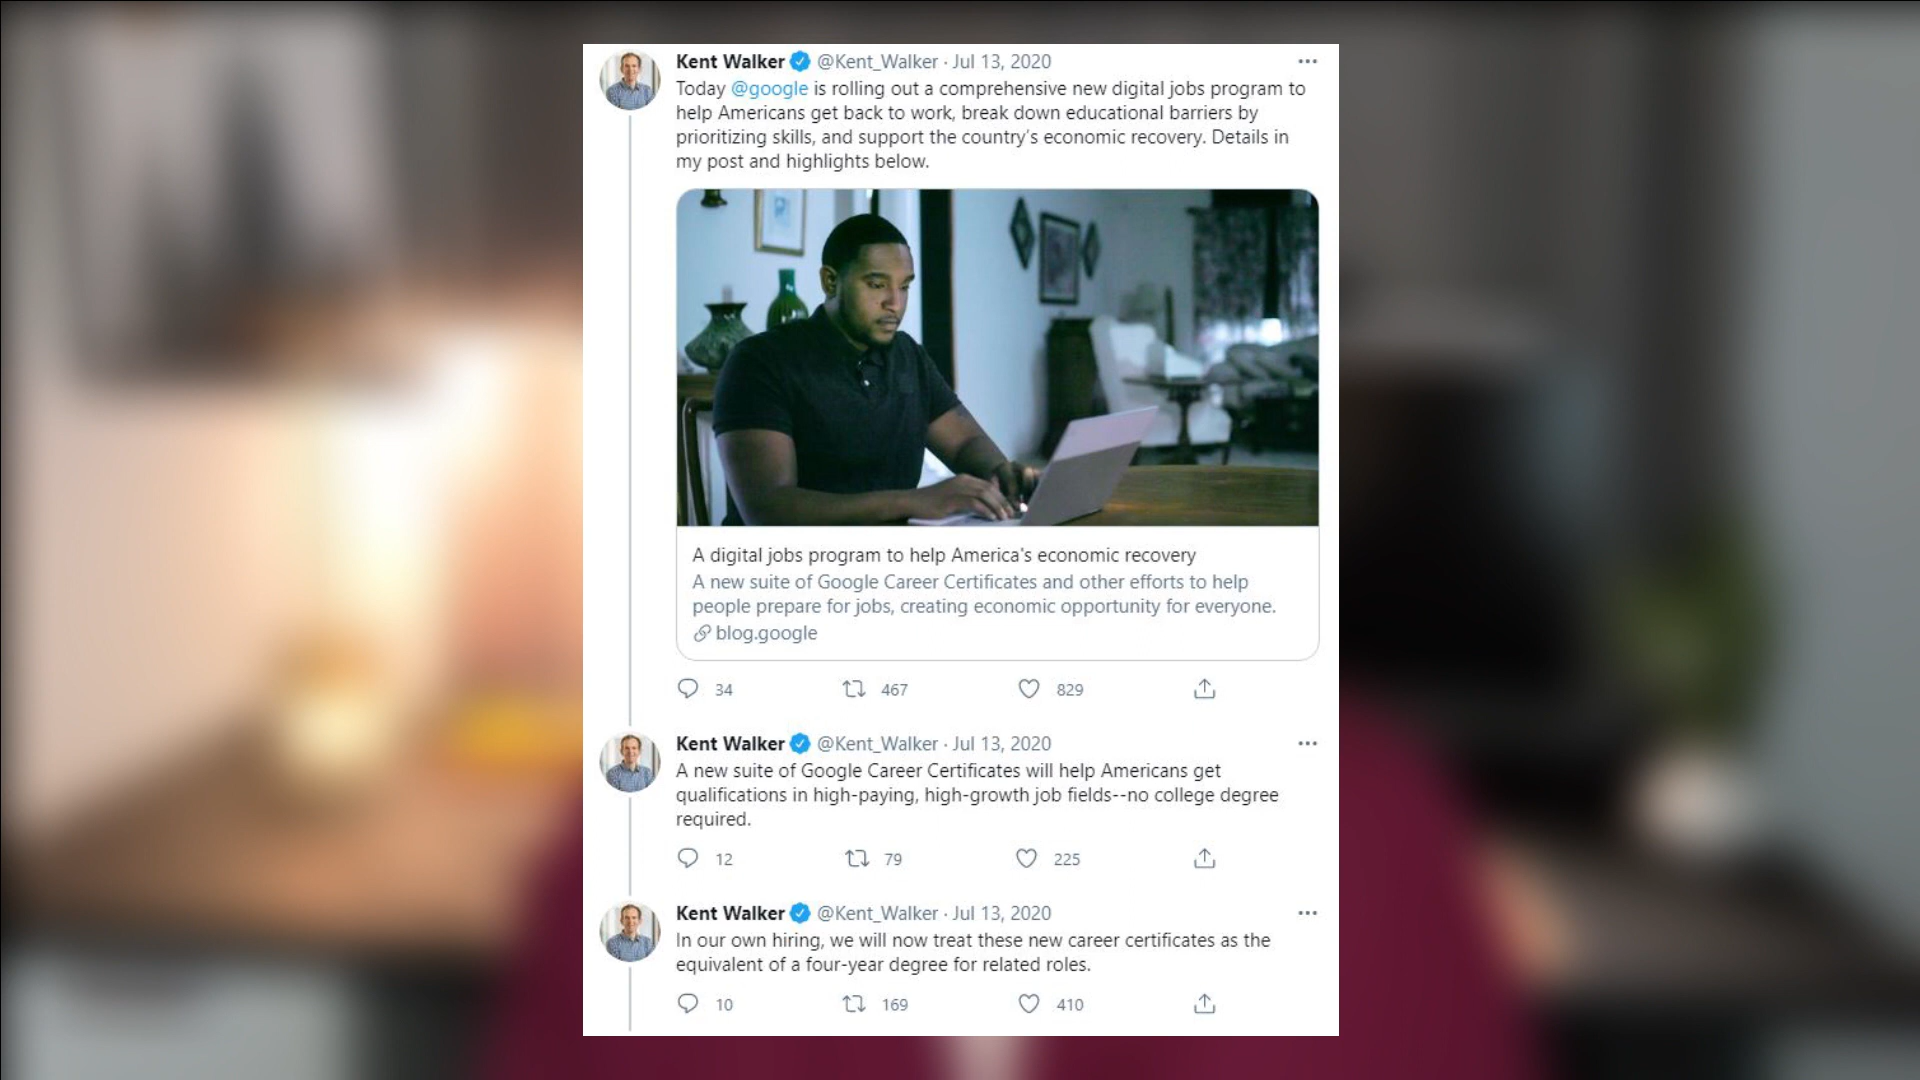 Kent Walker @Kent_Walker · Jul 13, 2020
Today @google is rolling out a comprehensive new digital jobs program to
help Americans get back to work, break down educational barriers by
prioritizing skills, and support the country's economic recovery. Details in
my post and highlights below.
A digital jobs program to help America's economic recovery
A new suite of Google Career Certificates and other efforts to help
people prepare for jobs, creating economic opportunity for everyone.
blog.google
34 467 829
Kent Walker @Kent_Walker · Jul 13, 2020
A new suite of Google Career Certificates will help Americans get
qualifications in high-paying, high-growth job fields--no college degree
required.
12 79 225
Kent Walker @Kent_Walker · Jul 13, 2020
In our own hiring, we will now treat these new career certificates as the
equivalent of a four-year degree for related roles.
10 169 410